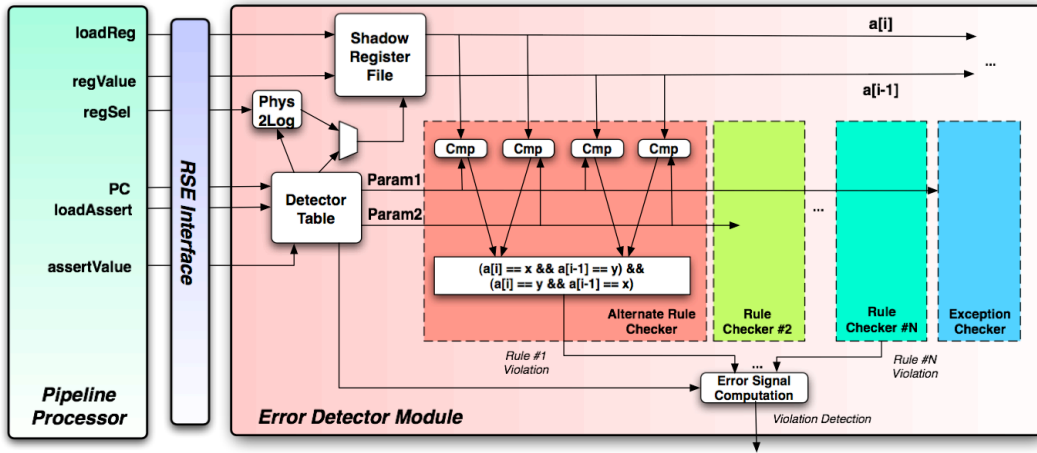 loadReg
regValue
regSel
PC
loadAssert
assertValue
Pipeline
Processor
RSE Interface
Shadow
Register
File
Phys
2Log
Detector
Table
Param1
Param2
a[i]
...
a[i-1]
Cmp
Cmp
Cmp
Cmp
(a[i] == x && a[i-1] == y) &&
(a[i] == y && a[i-1] == x)
Alternate Rule
Checker
Rule
Checker #2
...
Rule
Checker #N
Exception
Checker
Rule #1
Violation
...
Rule #N
Violation
Error Signal
Computation
Violation Detection
Error Detector Module